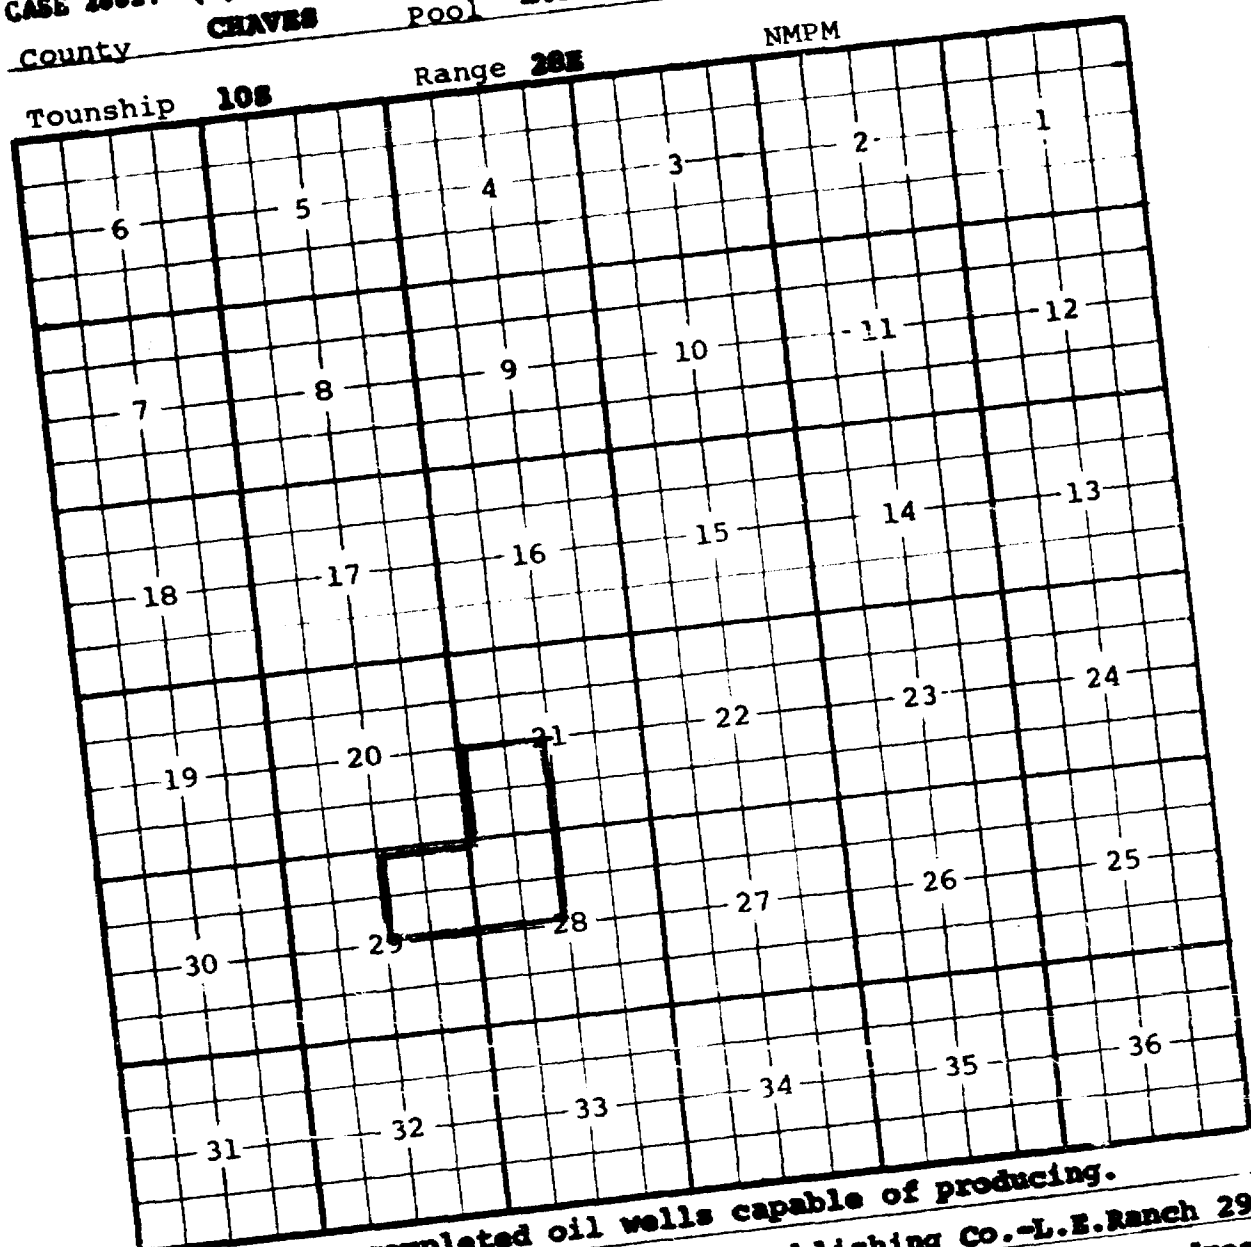 CASE
County CHAVES Pool
Tounship 10S Range 28E NMPM
6 5 4 3 2 1
7 8 9 10 11 12
18 17 16 15 14 13
19 20 21 22 23 24
30 29 28 27 26 25
31 32 33 34 35 36
completed oil wells capable of producing.
Co.-L.E.Ranch 29